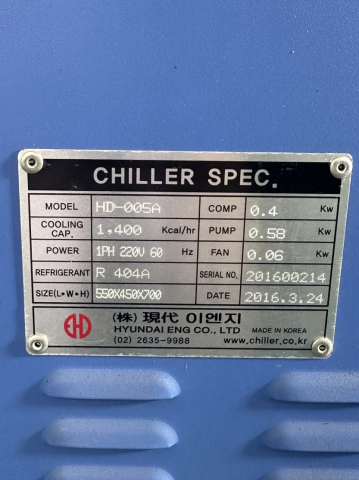 CHILLER SPEC.
MODEL HD-005A COMP 0.4 Kw
COOLING CAP. 1,400 Kcal/hr PUMP 0.58 Kw
POWER 1PH 220V 60 Hz FAN 0.06 Kw
REFRIGERANT R 404A SERIAL NO. 201600214
SIZE(L•W•H) 550X450X700 DATE 2016.3.24
(株) 現代 이엔지
HYUNDAI ENG CO., LTD MADE IN KOREA
(02) 2635-9988 www.chiller.co.kr